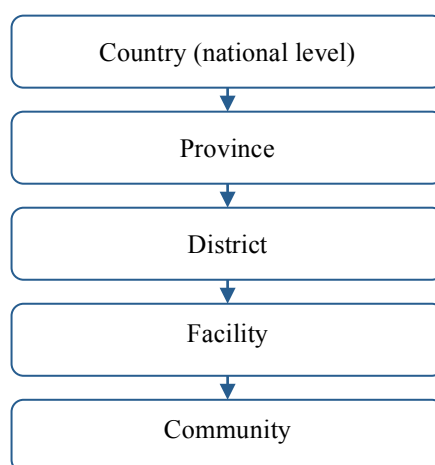 Country (national level)
Province
District
Facility
Community